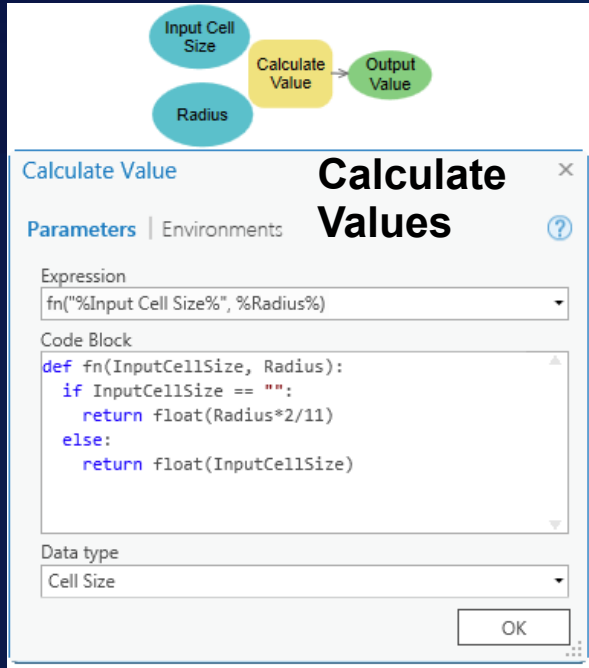 Input Cell
Size
Calculate
Value
Output
Value
Radius
Calculate Value
Calculate
Values
×
Parameters | Environments
?
Expression
fn("%Input Cell Size%", %Radius%)
Code Block
def fn(InputCellSize, Radius):
  if InputCellSize == "":
    return float(Radius*2/11)
  else:
    return float(InputCellSize)
Data type
Cell Size
OK